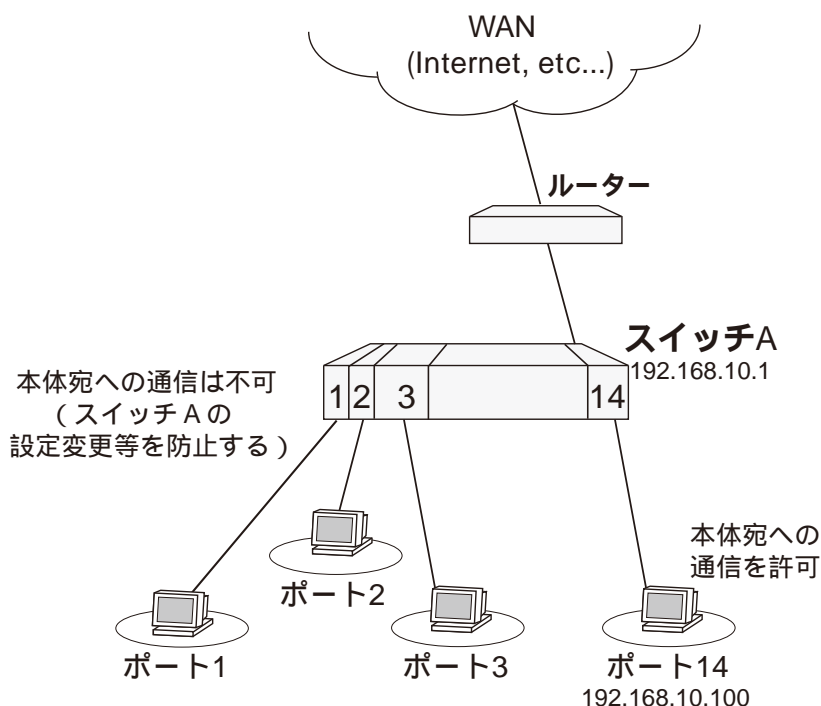 WAN
(Internet, etc...)
ルーター
スイッチA
192.168.10.1
1 2 3 14
本体宛への通信は不可
（スイッチAの
設定変更等を防止する）
本体宛への
通信を許可
ポート2
ポート1
ポート3
ポート14
192.168.10.100